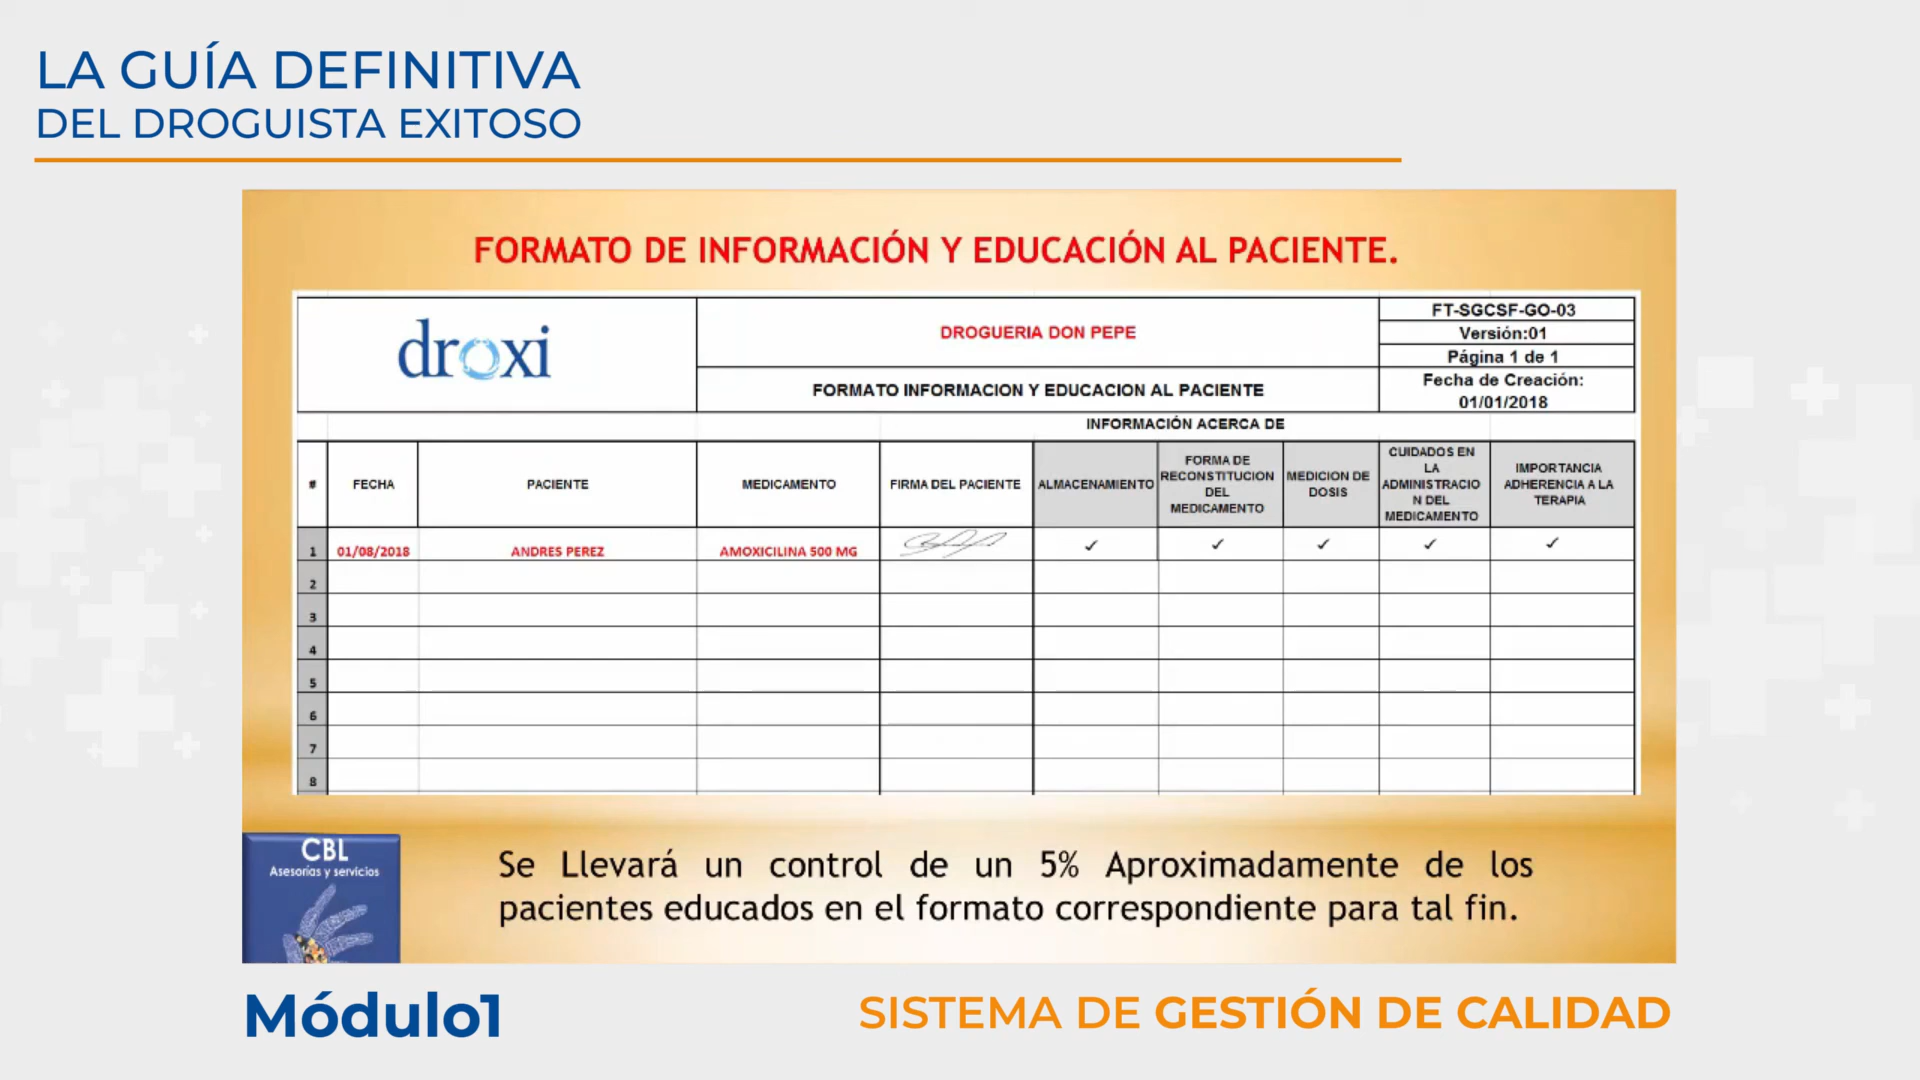 LA GUÍA DEFINITIVA
DEL DROGUISTA EXITOSO
FORMATO DE INFORMACIÓN Y EDUCACIÓN AL PACIENTE.
droxi
DROGUERIA DON PEPE
FORMATO INFORMACION Y EDUCACION AL PACIENTE
FT-SGCSF-GO-03
Versión:01
Página 1 de 1
Fecha de Creación:
01/01/2018
INFORMACIÓN ACERCA DE
#
FECHA
PACIENTE
MEDICAMENTO
FIRMA DEL PACIENTE
ALMACENAMIENTO
FORMA DE
RECONSTITUCION
DEL
MEDICAMENTO
MEDICION DE
DOSIS
CUIDADOS EN
LA
ADMINISTRACIO
N DEL
MEDICAMENTO
IMPORTANCIA
ADHERENCIA A LA
TERAPIA
1 01/08/2018 ANDRES PEREZ AMOXICILINA 500 MG ✓ ✓ ✓ ✓ ✓
2
3
4
5
6
7
8
CBL
Asesorías y servicios
Se Llevará un control de un 5% Aproximadamente de los
pacientes educados en el formato correspondiente para tal fin.
Módulo1
SISTEMA DE GESTIÓN DE CALIDAD